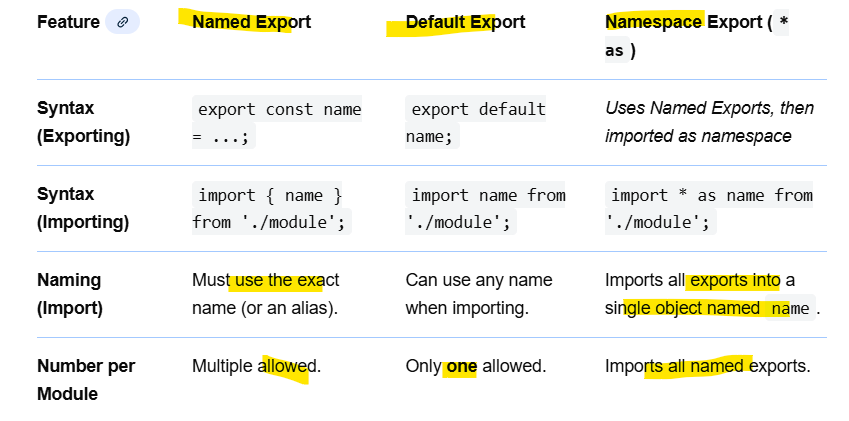 Feature Named Export Default Export Namespace Export ( *
as )
Syntax export const name export default Uses Named Exports, then
(Exporting) = ...; name; imported as namespace
Syntax import { name } import name from import * as name from
(Importing) from './module'; './module'; './module';
Naming Must use the exact Can use any name Imports all exports into a
(Import) name (or an alias). when importing. single object named name .
Number per Multiple allowed. Only one allowed. Imports all named exports.
Module